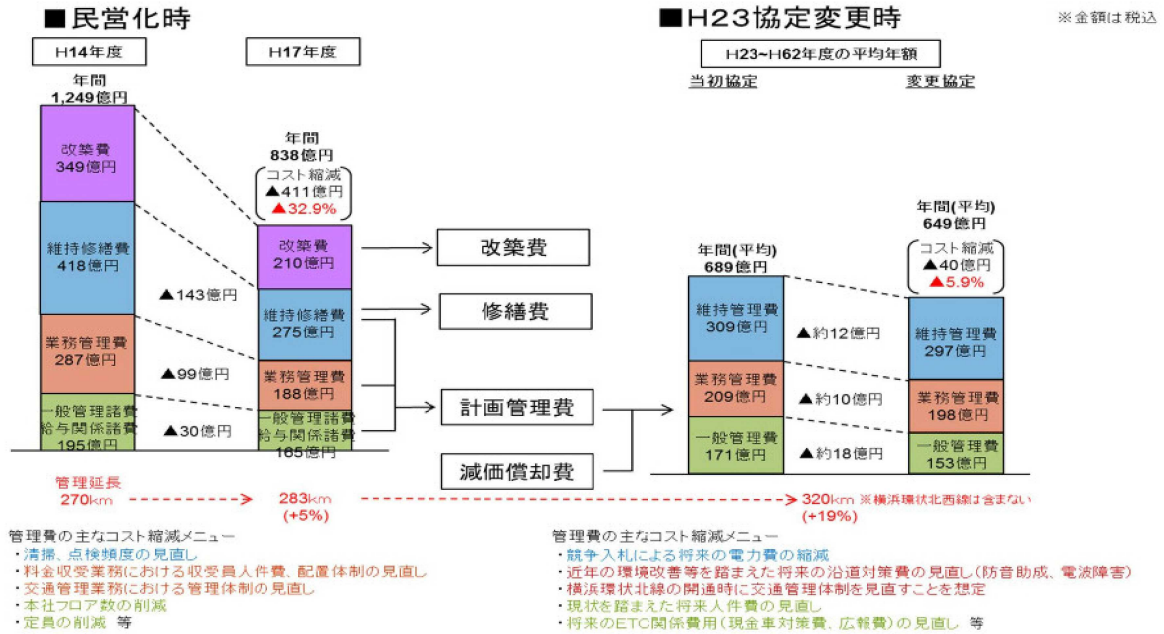 ■民営化時
H14年度
年間
1,249億円
改築費
349億円
維持修繕費
418億円
業務管理費
287億円
一般管理諸費
給与関係諸費
195億円
▲143億円
▲99億円
▲30億円
H17年度
年間
838億円
コスト縮減
▲411億円
▲32.9%
改築費
210億円
維持修繕費
275億円
業務管理費
188億円
一般管理諸費
給与関係諸費
165億円
改築費
修繕費
計画管理費
減価償却費
管理延長
270km
283km
(+5%)
管理費の主なコスト縮減メニュー
・清掃、点検頻度の見直し
・料金収受業務における収受員人件費、配置体制の見直し
・交通管理業務における管理体制の見直し
・本社フロア数の削減
・定員の削減 等
■H23協定変更時
※金額は税込
H23~H62年度の平均年額
当初協定
変更協定
年間(平均)
689億円
維持管理費
309億円
業務管理費
209億円
一般管理費
171億円
▲約12億円
▲約10億円
▲約18億円
年間(平均)
649億円
コスト縮減
▲40億円
▲5.9%
維持管理費
297億円
業務管理費
198億円
一般管理費
153億円
320km ※横浜環状北西線は含まない
(+19%)
管理費の主なコスト縮減メニュー
・競争入札による将来の電力費の縮減
・近年の環境改善等を踏まえた将来の沿道対策費の見直し(防音助成、電波障害)
・横浜環状北線の開通時に交通管理体制を見直すことを想定
・現状を踏まえた将来人件費の見直し
・将来のETC関係費用(現金車対策費、広報費)の見直し 等